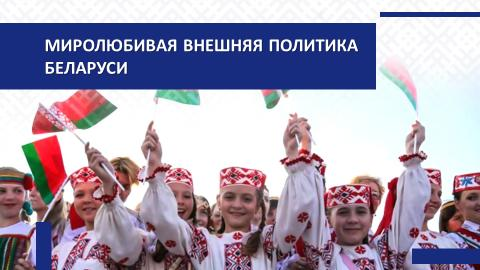 МИРОЛЮБИВАЯ ВНЕШНЯЯ ПОЛИТИКА
БЕЛАРУСИ